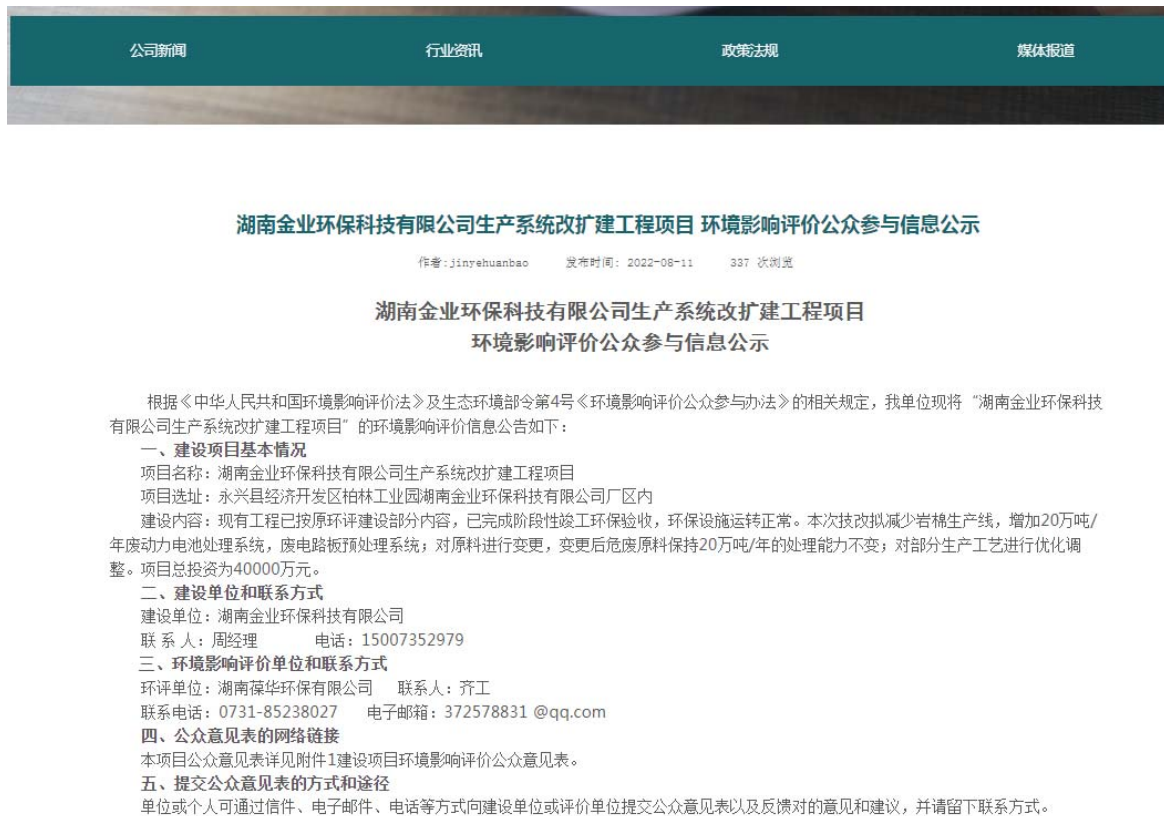 公司新闻 行业资讯 政策法规 媒体报道
湖南金业环保科技有限公司生产系统改扩建工程项目 环境影响评价公众参与信息公示
作者:jinyehuanbao 发布时间: 2022-08-11 337 次浏览
湖南金业环保科技有限公司生产系统改扩建工程项目
环境影响评价公众参与信息公示
根据《中华人民共和国环境影响评价法》及生态环境部令第4号《环境影响评价公众参与办法》的相关规定，我单位现将“湖南金业环保科技
有限公司生产系统改扩建工程项目”的环境影响评价信息公告如下：
一、建设项目基本情况
项目名称：湖南金业环保科技有限公司生产系统改扩建工程项目
项目选址：永兴县经济开发区柏林工业园湖南金业环保科技有限公司厂区内
建设内容：现有工程已按原环评建设部分内容，已完成阶段性竣工环保验收，环保设施运转正常。本次技改拟减少岩棉生产线，增加20万吨/
年废动力电池处理系统，废电路板预处理系统；对原料进行变更，变更后危废原料保持20万吨/年的处理能力不变；对部分生产工艺进行优化调
整。项目总投资为40000万元。
二、建设单位和联系方式
建设单位：湖南金业环保科技有限公司
联 系 人：周经理 电话：15007352979
三、环境影响评价单位和联系方式
环评单位：湖南葆华环保有限公司 联系人：齐工
联系电话：0731-85238027 电子邮箱：372578831 @qq.com
四、公众意见表的网络链接
本项目公众意见表详见附件1建设项目环境影响评价公众意见表。
五、提交公众意见表的方式和途径
单位或个人可通过信件、电子邮件、电话等方式向建设单位或评价单位提交公众意见表以及反馈对的意见和建议，并请留下联系方式。